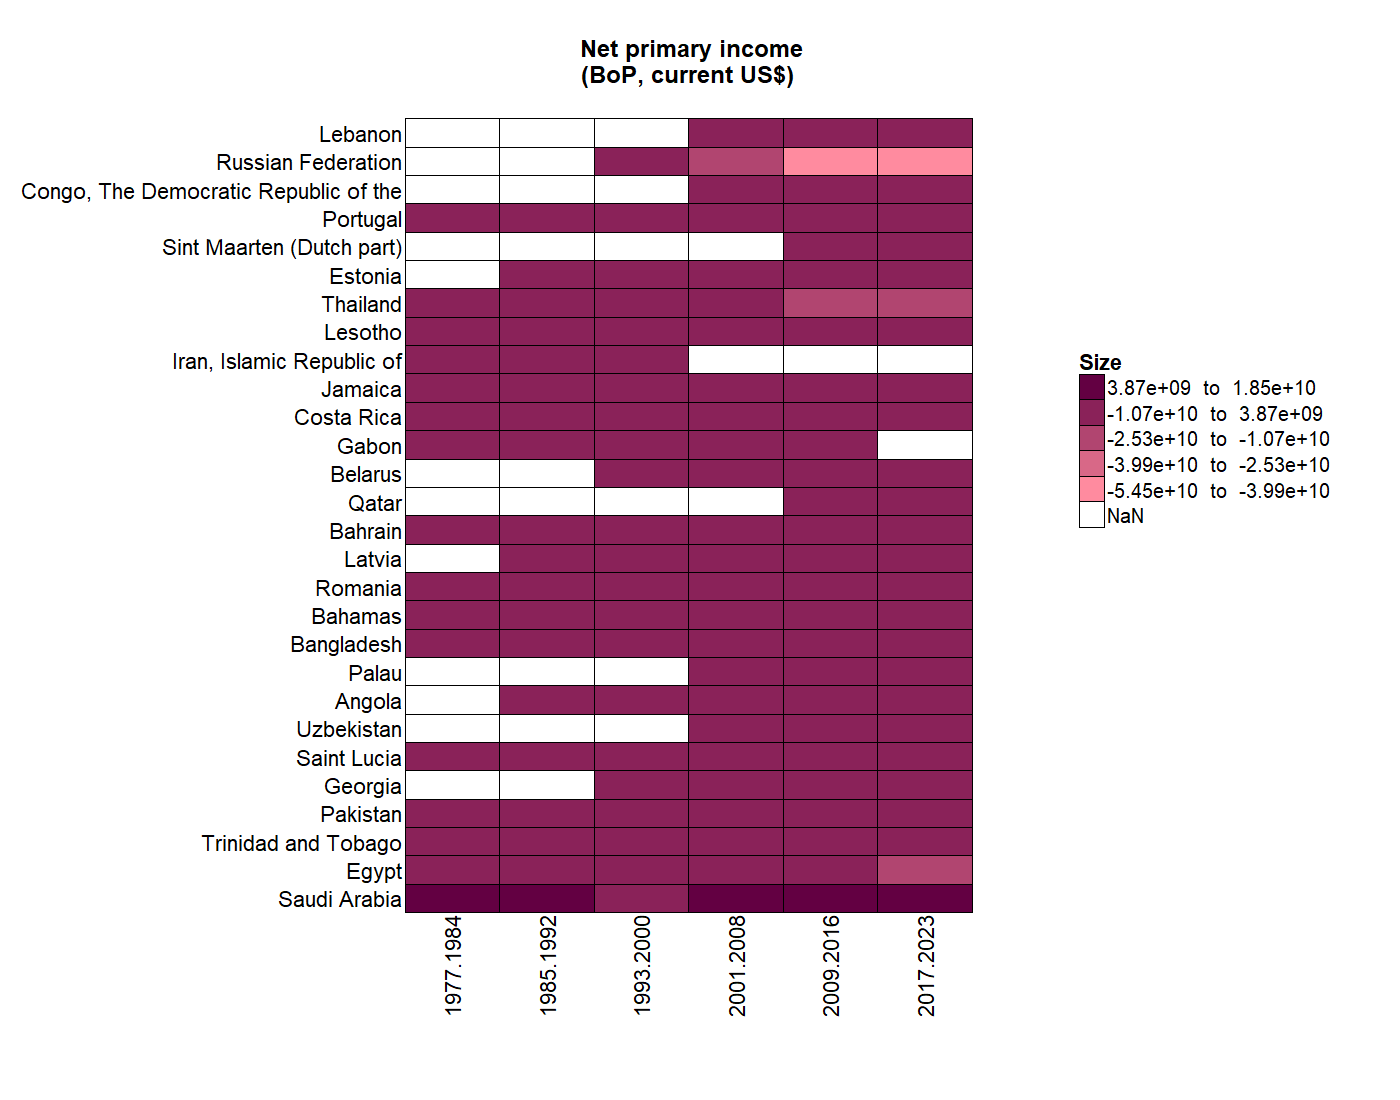 Net primary income
(BoP, current US$)
Lebanon
Russian Federation
Congo, The Democratic Republic of the
Portugal
Sint Maarten (Dutch part)
Estonia
Thailand
Lesotho
Iran, Islamic Republic of
Jamaica
Costa Rica
Gabon
Belarus
Qatar
Bahrain
Latvia
Romania
Bahamas
Bangladesh
Palau
Angola
Uzbekistan
Saint Lucia
Georgia
Pakistan
Trinidad and Tobago
Egypt
Saudi Arabia
1977.1984
1985.1992
1993.2000
2001.2008
2009.2016
2017.2023
Size
3.87e+09 to 1.85e+10
-1.07e+10 to 3.87e+09
-2.53e+10 to -1.07e+10
-3.99e+10 to -2.53e+10
-5.45e+10 to -3.99e+10
NaN